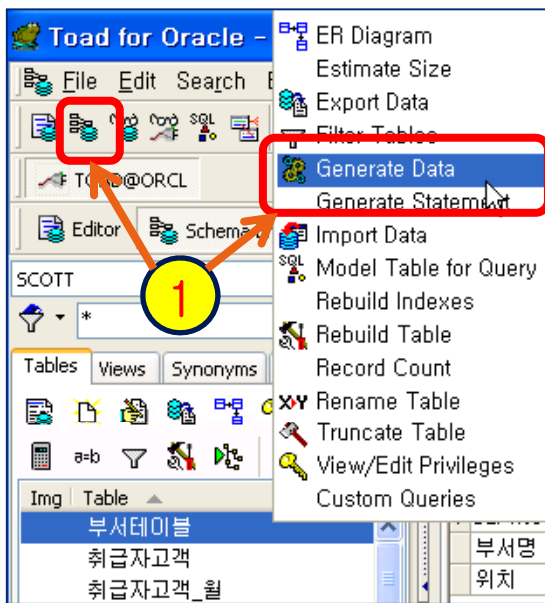 Toad for Oracle –
File Edit Search
SQL
TOAD@ORCL
Editor Schema
SCOTT
*
Tables Views Synonyms
a=b
Img Table
부서테이블
취급자고객
취급자고객_월
1
ER Diagram
Estimate Size
Export Data
Filter Tables
Generate Data
Generate Statement
Import Data
SQL Model Table for Query
Rebuild Indexes
Rebuild Table
Record Count
X▸Y Rename Table
Truncate Table
View/Edit Privileges
Custom Queries
부서명
위치